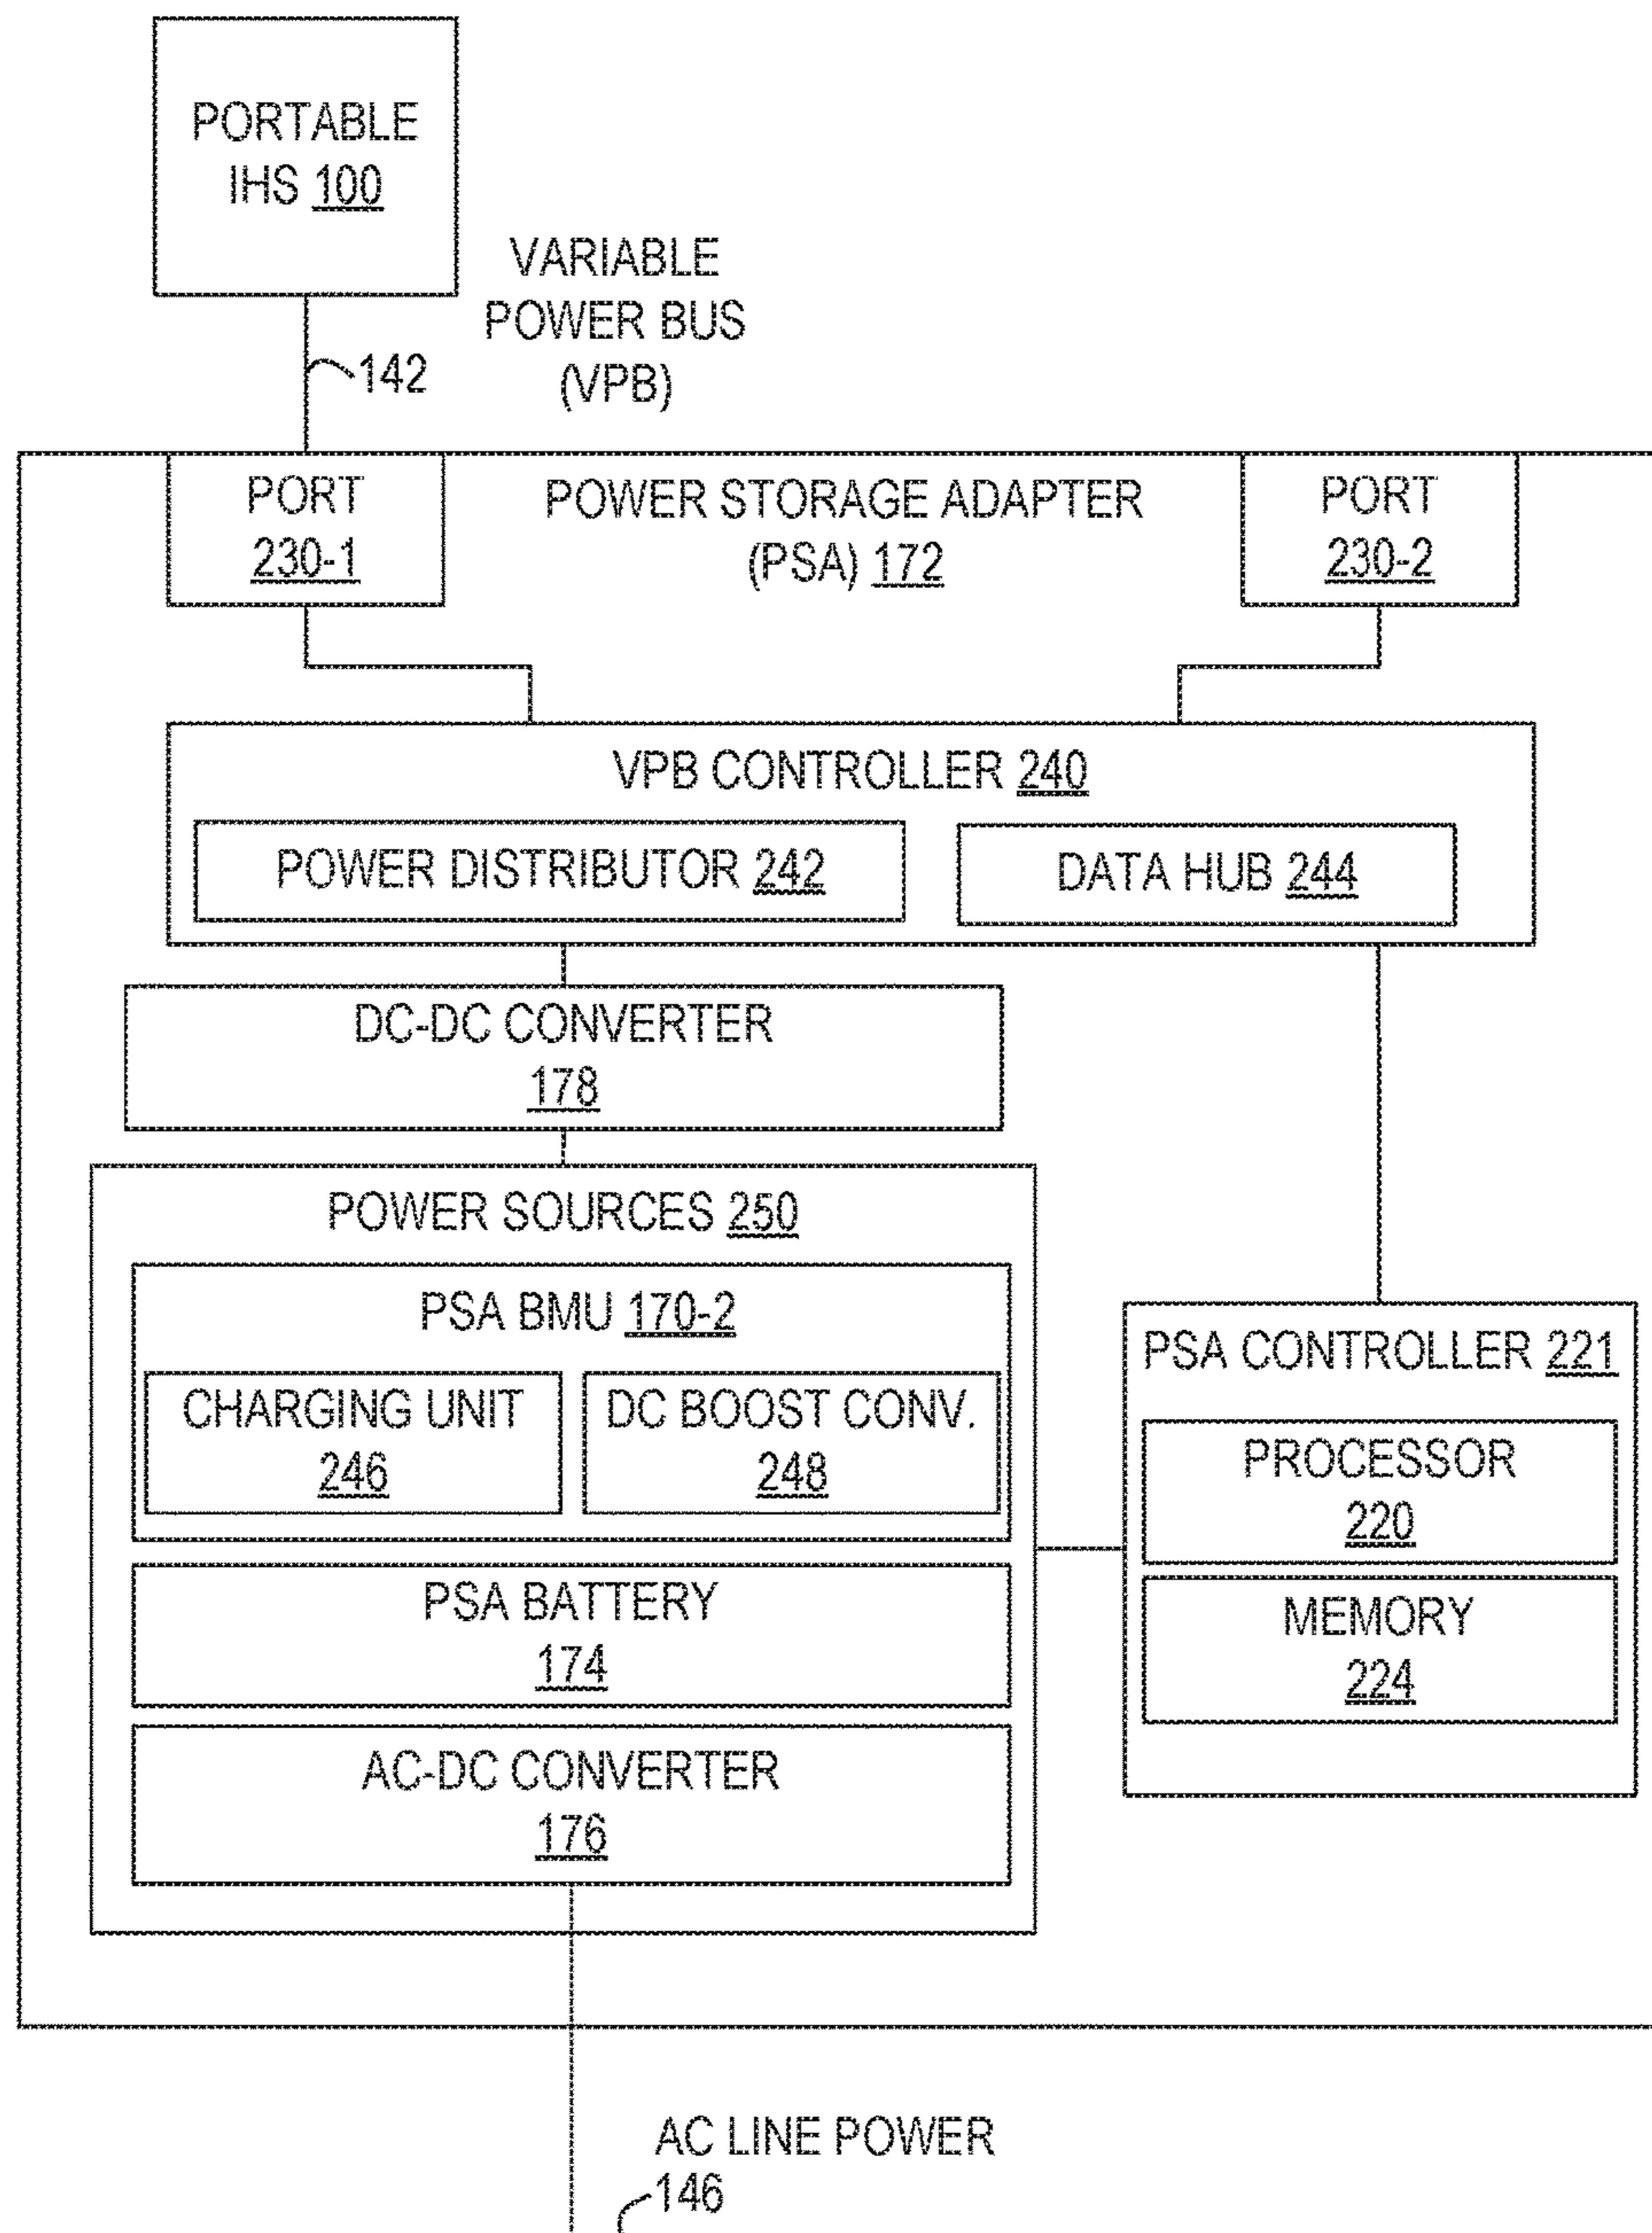 PORTABLE
IHS 100
VARIABLE
POWER BUS
(VPB)
142
PORT
230-1
POWER STORAGE ADAPTER
(PSA) 172
PORT
230-2
VPB CONTROLLER 240
POWER DISTRIBUTOR 242
DATA HUB 244
DC-DC CONVERTER
178
POWER SOURCES 250
PSA BMU 170-2
CHARGING UNIT
246
DC BOOST CONV.
248
PSA BATTERY
174
AC-DC CONVERTER
176
PSA CONTROLLER 221
PROCESSOR
220
MEMORY
224
AC LINE POWER
146